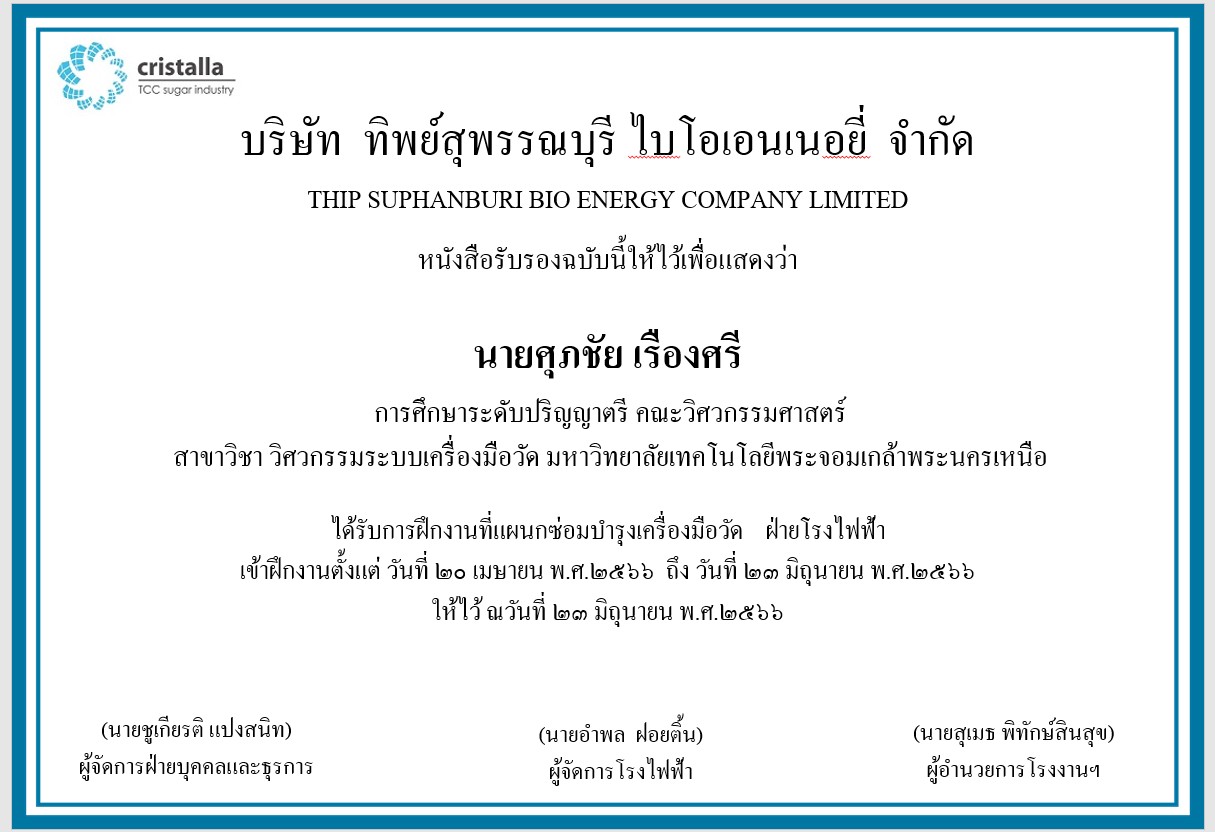 cristalla
TCC sugar industry
บริษัท ทิพย์สุพรรณบุรี ไบโอเอนเนอยี่ จำกัด
THIP SUPHANBURI BIO ENERGY COMPANY LIMITED
หนังสือรับรองฉบับนี้ให้ไว้เพื่อแสดงว่า
นายศุภชัย เรืองศรี
การศึกษาระดับปริญญาตรี คณะวิศวกรรมศาสตร์
สาขาวิชา วิศวกรรมระบบเครื่องมือวัด มหาวิทยาลัยเทคโนโลยีพระจอมเกล้าพระนครเหนือ
ได้รับการฝึกงานที่แผนกซ่อมบำรุงเครื่องมือวัด ฝ่ายโรงไฟฟ้า
เข้าฝึกงานตั้งแต่ วันที่ ๒๐ เมษายน พ.ศ.๒๕๖๖ ถึง วันที่ ๒๓ มิถุนายน พ.ศ.๒๕๖๖
ให้ไว้ ณวันที่ ๒๓ มิถุนายน พ.ศ.๒๕๖๖
(นายชูเกียรติ แปงสนิท) (นายอำพล ฝอยติ้น) (นายสุเมธ พิทักษ์สินสุข)
ผู้จัดการฝ่ายบุคคลและธุรการ ผู้จัดการโรงไฟฟ้า ผู้อำนวยการโรงงานฯ